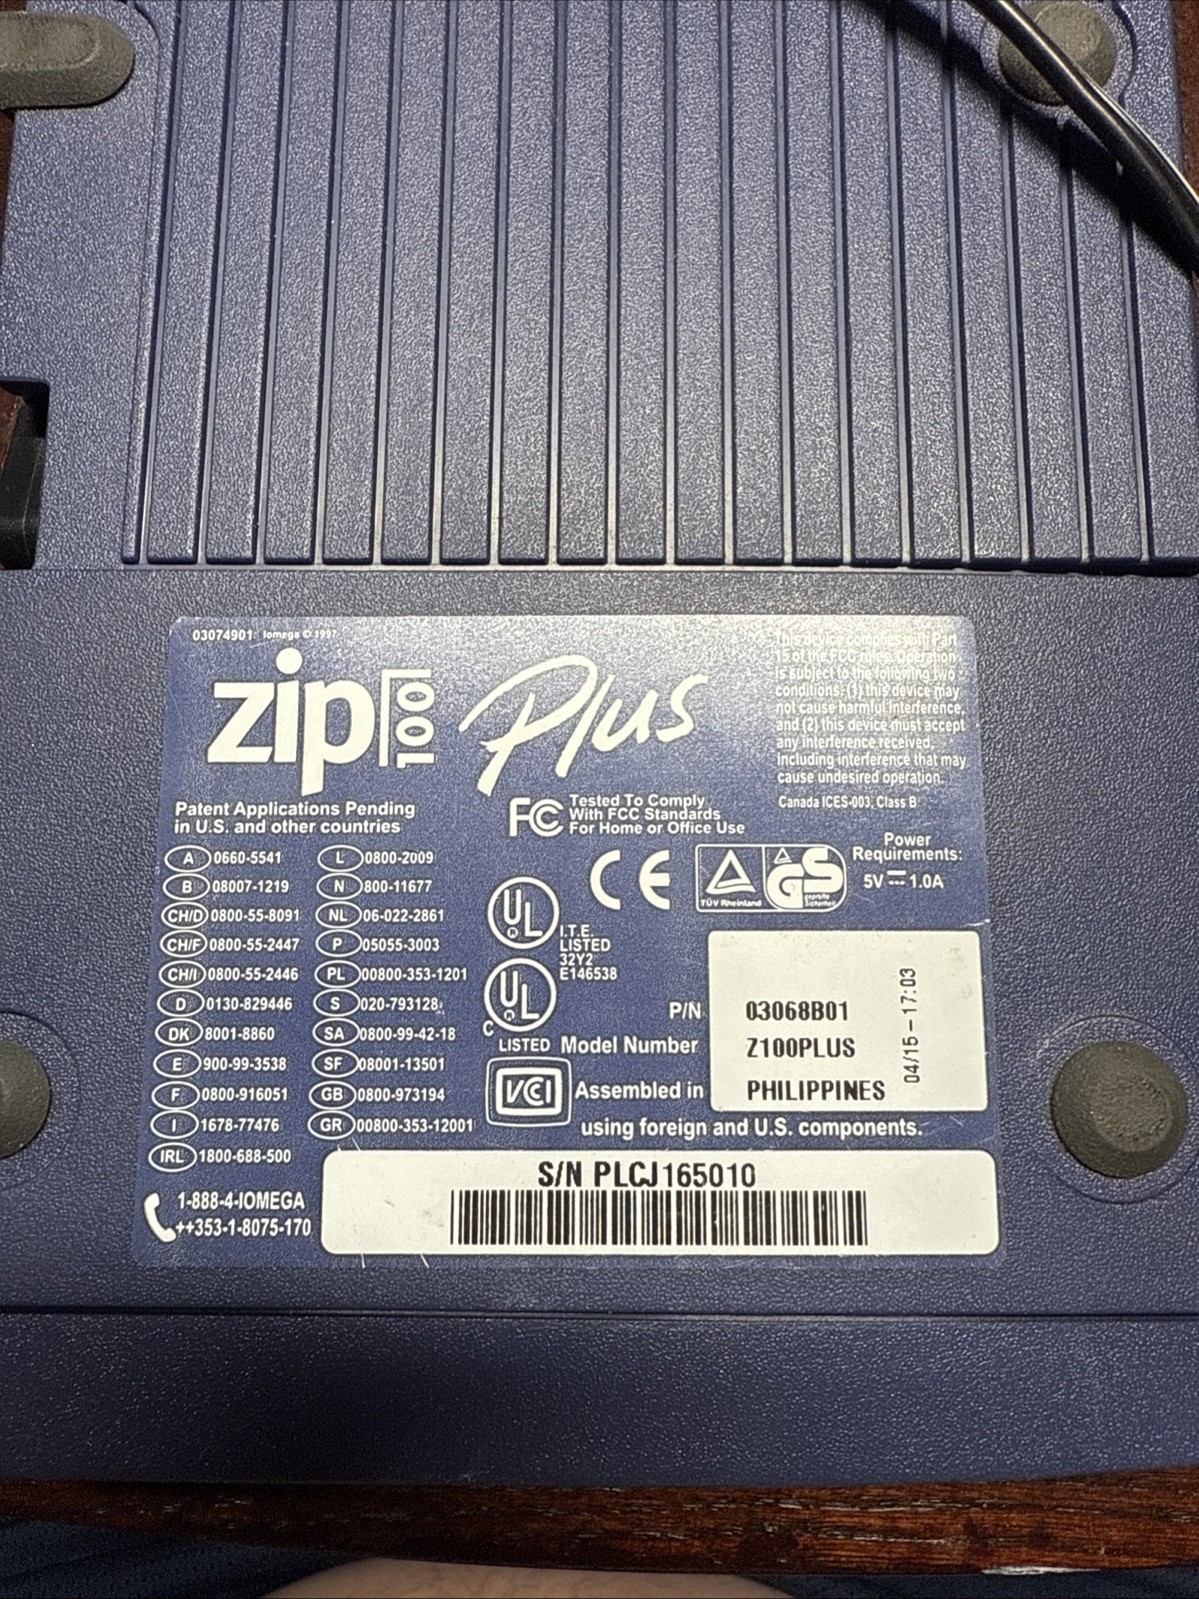 03074901 Iomega © 1997
zip 100 Plus
This device complies with Part
15 of the FCC rules. Operation
is subject to the following two
conditions: (1) this device may
not cause harmful interference,
and (2) this device must accept
any interference received,
including interference that may
cause undesired operation.
Canada ICES-003, Class B
Patent Applications Pending
in U.S. and other countries
FC Tested To Comply
With FCC Standards
For Home or Office Use
Power
Requirements:
5V 1.0A
CE
TÜV Rheinland
GS
geprüfte
Sicherheit
A 0660-5541
B 08007-1219
CH/D 0800-55-8091
CH/F 0800-55-2447
CH/I 0800-55-2446
D 0130-829446
DK 8001-8860
E 900-99-3538
F 0800-916051
I 1678-77476
IRL 1800-688-500
L 0800-2009
N 800-11677
NL 06-022-2861
P 05055-3003
PL 00800-353-1201
S 020-793128
SA 0800-99-42-18
SF 08001-13501
GB 0800-973194
GR 00800-353-12001
1-888-4-IOMEGA
++353-1-8075-170
UL ®
I.T.E.
LISTED
32Y2
E146538
C UL ®
LISTED
VCI
P/N 03068B01
Model Number Z100PLUS
Assembled in PHILIPPINES
04/15-17:03
using foreign and U.S. components.
S/N PLCJ165010